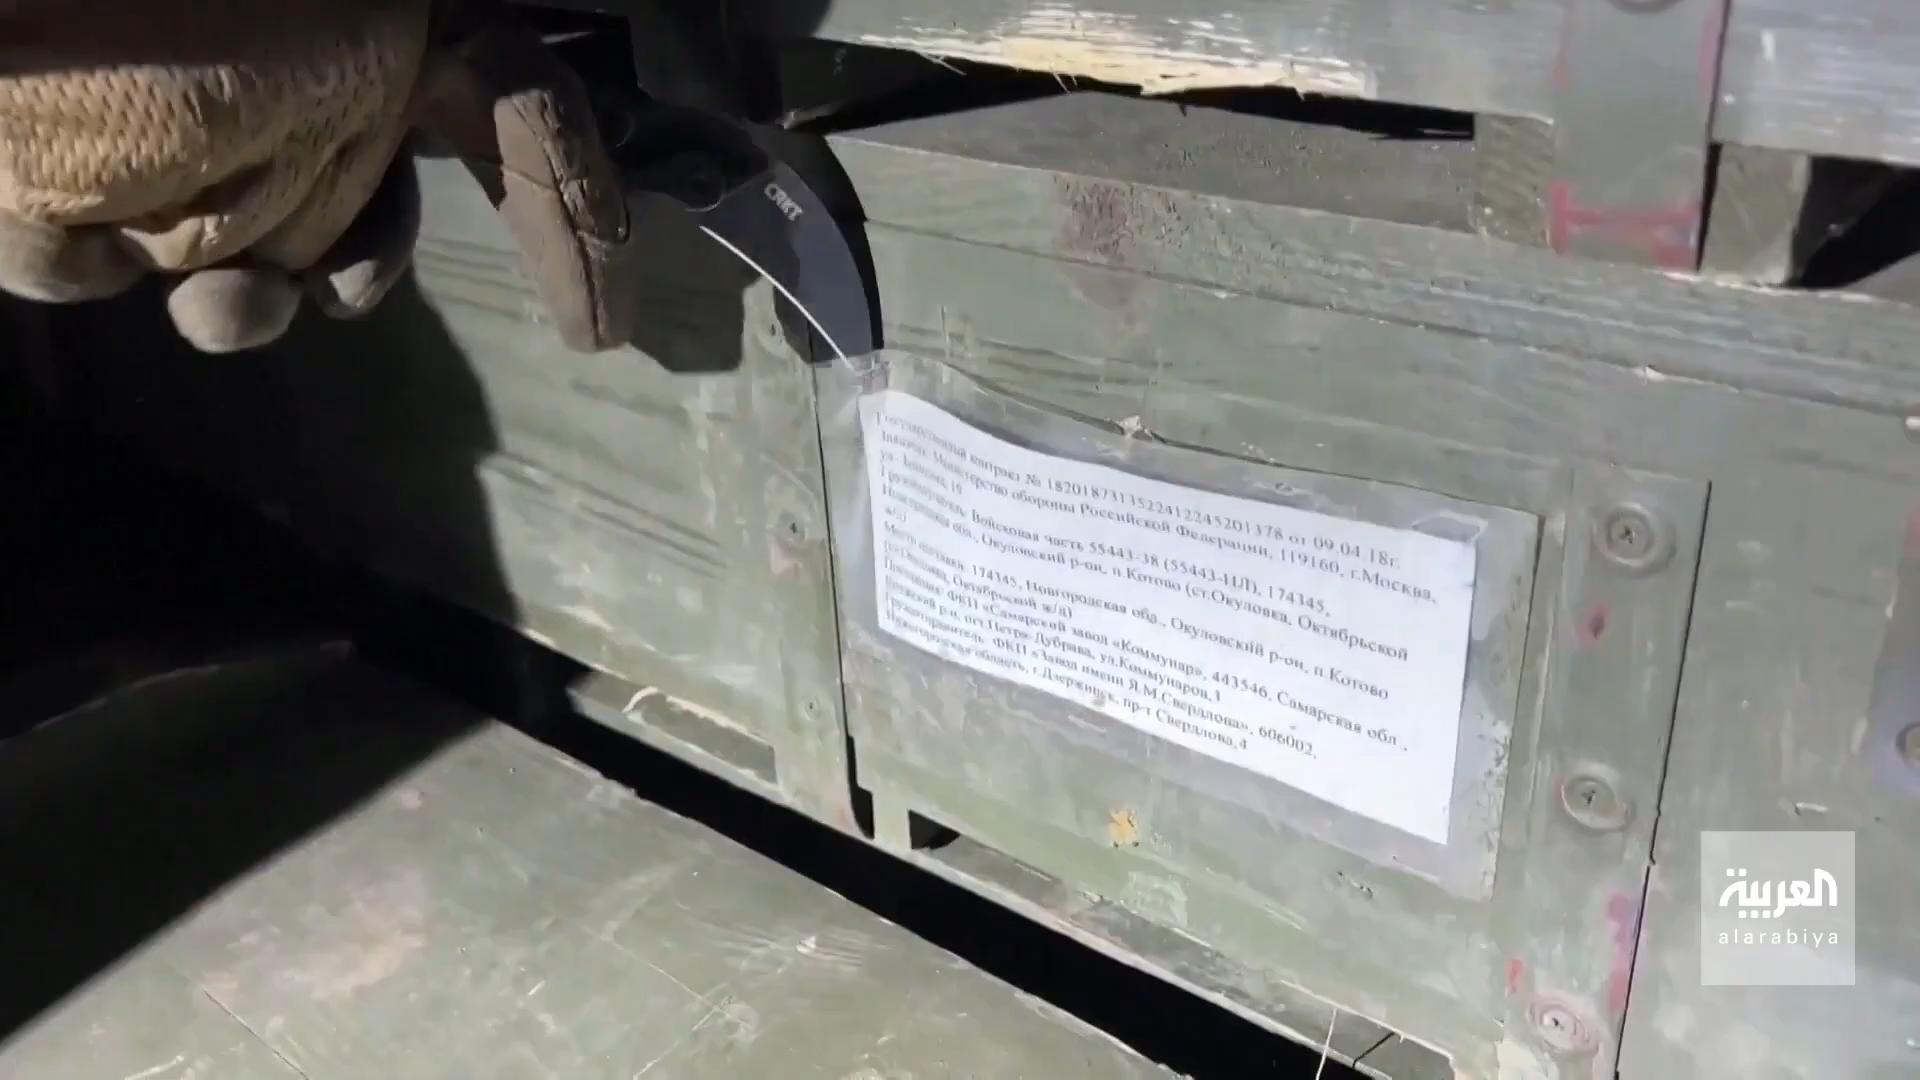 CRKT
Государственный контракт № 1820187313522412245201378 от 09.04.18г.
Заказчик: Министерство обороны Российской Федерации, 119160, г.Москва,
ул. Знаменка, 19
Грузополучатель: Войсковая часть 55443-38 (55443-НЛ), 174345,
Новгородская обл., Окуловский р-он, п.Котово (ст.Окуловка, Октябрьской
ж/д)
Место поставки: 174345, Новгородская обл., Окуловский р-он, п.Котово
(ст.Окуловка, Октябрьской ж/д)
Поставщик: ФКП «Самарский завод «Коммунар», 443546, Самарская обл.,
Волжский р-н, пгт.Петра Дубрава, ул.Коммунаров,1
Грузоотправитель: ФКП «Завод имени Я.М.Свердлова», 606002,
Нижегородская область, г.Дзержинск, пр-т Свердлова,4
العربية
alarabiya